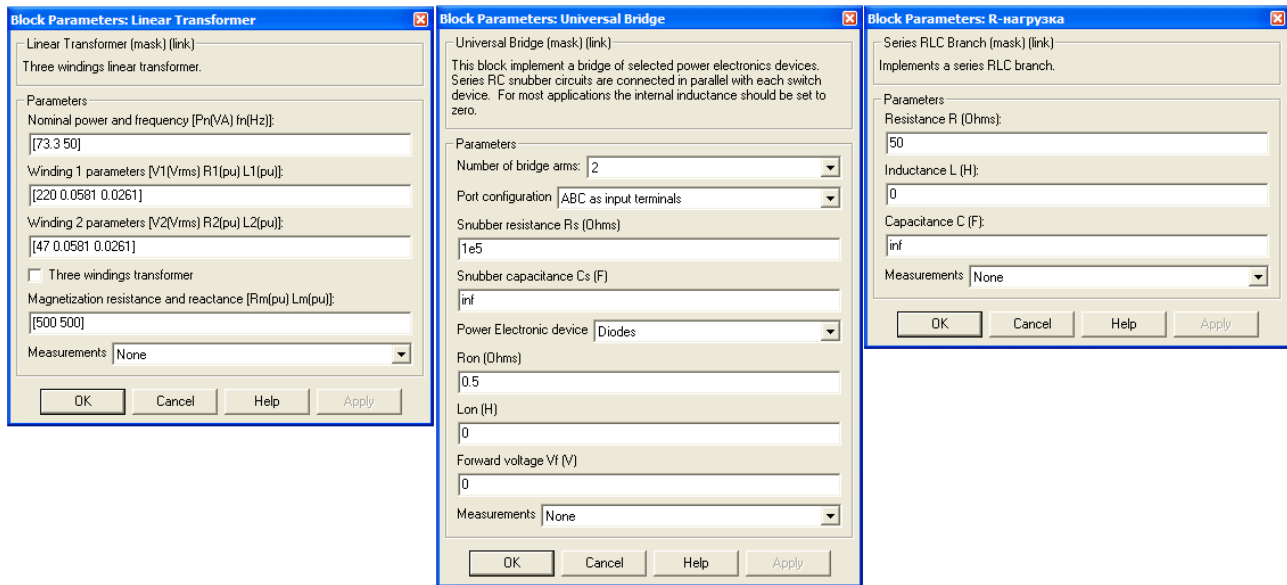 Block Parameters: Linear Transformer
Linear Transformer (mask) (link)
Three windings linear transformer.
Parameters
Nominal power and frequency [Pn(VA) fn(Hz)]:
[73.3 50]
Winding 1 parameters [V1(Vrms) R1(pu) L1(pu)]:
[220 0.0581 0.0261]
Winding 2 parameters [V2(Vrms) R2(pu) L2(pu)]:
[47 0.0581 0.0261]
Three windings transformer
Magnetization resistance and reactance [Rm(pu) Lm(pu)]:
[500 500]
Measurements None
OK Cancel Help Apply
Block Parameters: Universal Bridge
Universal Bridge (mask) (link)
This block implement a bridge of selected power electronics devices.
Series RC snubber circuits are connected in parallel with each switch
device. For most applications the internal inductance should be set to
zero.
Parameters
Number of bridge arms: 2
Port configuration ABC as input terminals
Snubber resistance Rs (Ohms)
1e5
Snubber capacitance Cs (F)
inf
Power Electronic device Diodes
Ron (Ohms)
0.5
Lon (H)
0
Forward voltage Vf (V)
0
Measurements None
OK Cancel Help Apply
Block Parameters: R-нагрузка
Series RLC Branch (mask) (link)
Implements a series RLC branch.
Parameters
Resistance R (Ohms):
50
Inductance L (H):
0
Capacitance C (F):
inf
Measurements None
OK Cancel Help Apply